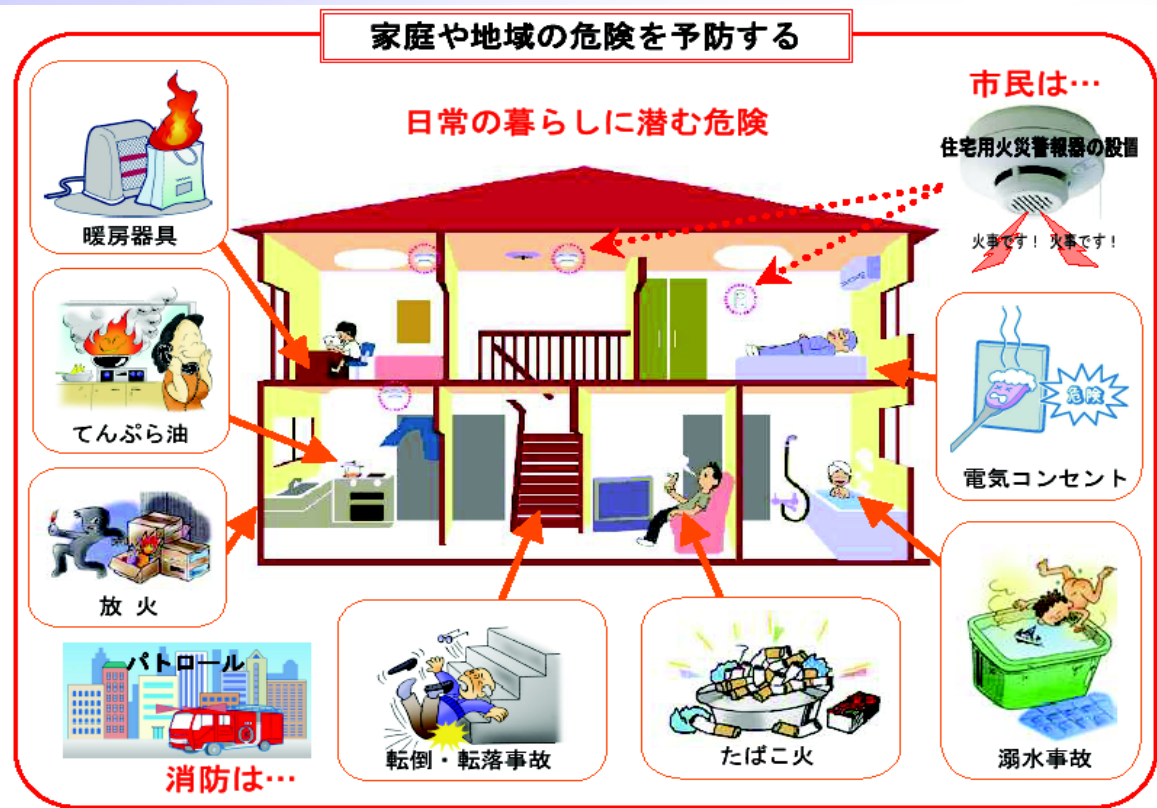 家庭や地域の危険を予防する
日常の暮らしに潜む危険
市民は…
住宅用火災警報器の設置
火事です! 火事です!
暖房器具
てんぷら油
危険
電気コンセント
放 火
パトロール
消防は…
転倒・転落事故
たばこ火
溺水事故